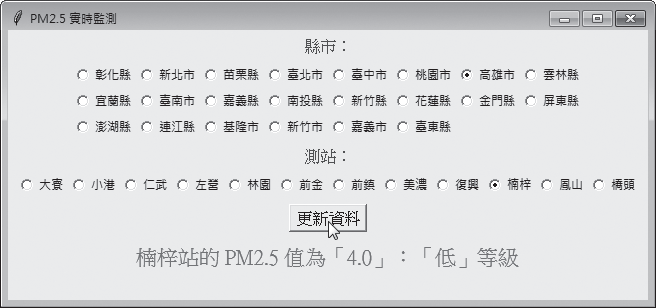 PM2.5 實時監測
縣市：
彰化縣 新北市 苗栗縣 臺北市 臺中市 桃園市 高雄市 雲林縣
宜蘭縣 臺南市 嘉義縣 南投縣 新竹縣 花蓮縣 金門縣 屏東縣
澎湖縣 連江縣 基隆市 新竹市 嘉義市 臺東縣
測站：
大寮 小港 仁武 左營 林園 前金 前鎮 美濃 復興 楠梓 鳳山 橋頭
更新資料
楠梓站的 PM2.5 值為「4.0」：「低」等級